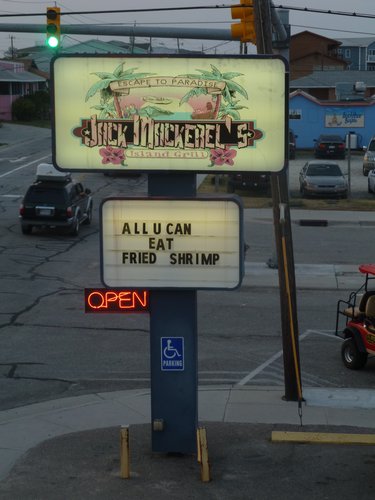 ESCAPE TO PARADISE
JACK MACKEREL'S
Island Grill
ALL U CAN
EAT
FRIED SHRIMP
OPEN
PARKING